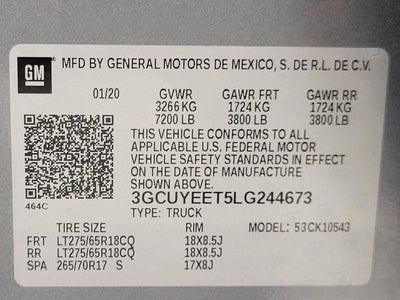 GM MFD BY GENERAL MOTORS DE MEXICO, S. DE R.L. DE C.V.
01/20 GVWR GAWR FRT GAWR RR
3266 KG 1724 KG 1724 KG
7200 LB 3800 LB 3800 LB
THIS VEHICLE CONFORMS TO ALL
APPLICABLE U.S. FEDERAL MOTOR
VEHICLE SAFETY STANDARDS IN EFFECT
ON THE DATE OF MANUFACTURE
SHOWN ABOVE.
3GCUYEET5LG244673
464C TYPE: TRUCK
TIRE SIZE RIM MODEL: 53CK10543
FRT LT275/65R18CQ 18X8.5J
RR LT275/65R18CQ 18X8.5J
SPA 265/70R17 S 17X8J